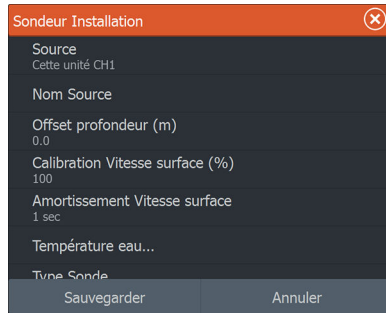 Sondeur Installation
Source
Cette unité CH1
Nom Source
Offset profondeur (m)
0.0
Calibration Vitesse surface (%)
100
Amortissement Vitesse surface
1 sec
Température eau...
Type Sonde
Sauvegarder
Annuler